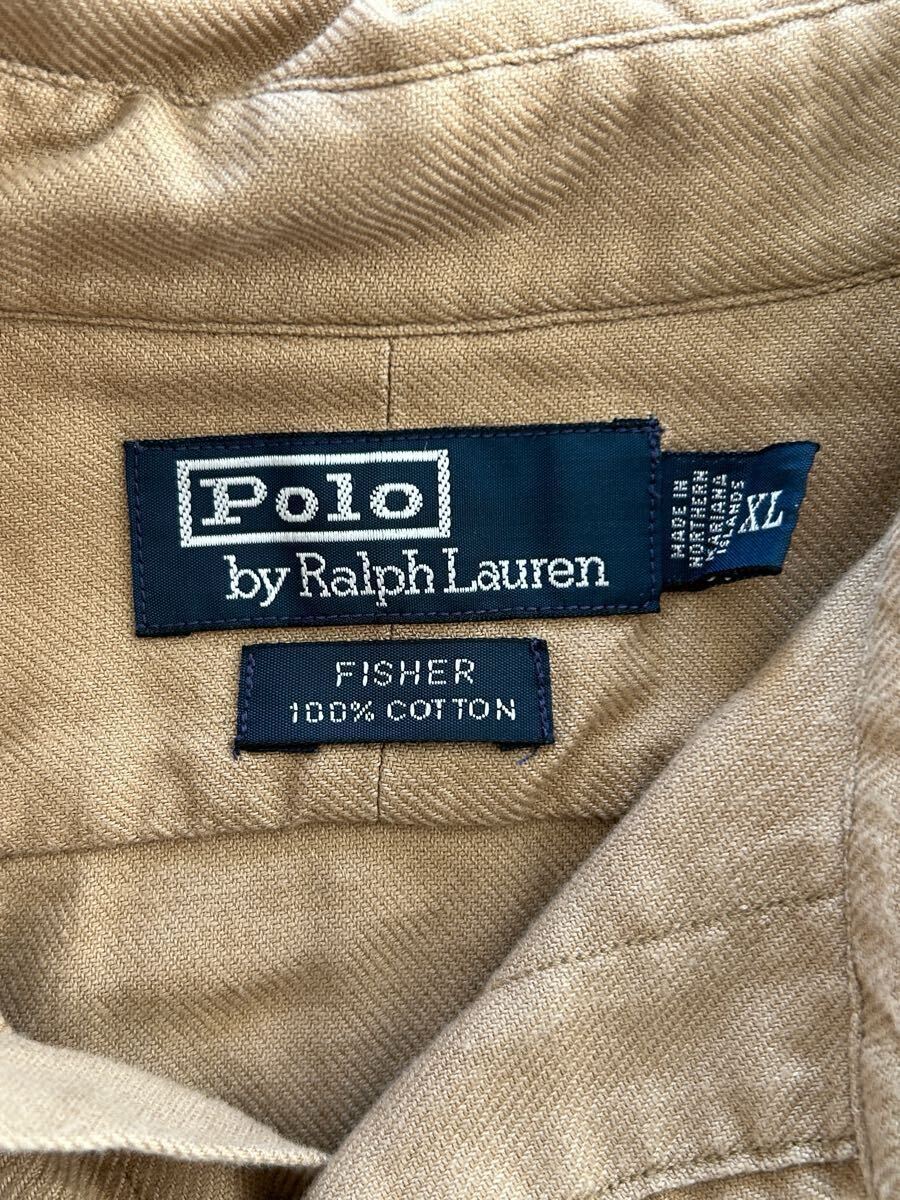 Polo
by Ralph Lauren
MADE IN
NORTHERN
MARIANA
ISLANDS
XL
FISHER
100% COTTON